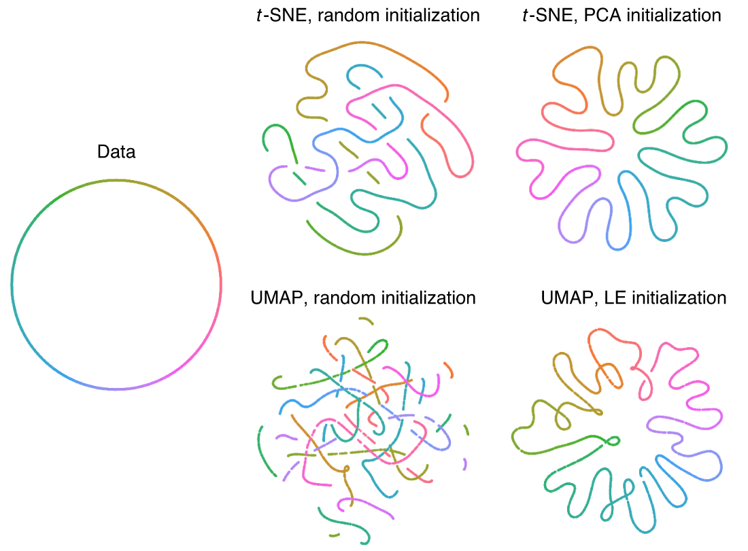 t-SNE, random initialization
t-SNE, PCA initialization
Data
UMAP, random initialization
UMAP, LE initialization